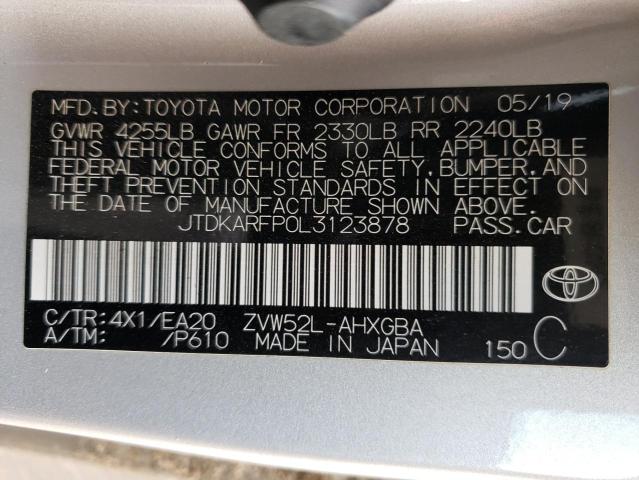 MFD.BY:TOYOTA MOTOR CORPORATION 05/19
GVWR 4255LB GAWR FR 2330LB RR 2240LB
THIS VEHICLE CONFORMS TO ALL APPLICABLE
FEDERAL MOTOR VEHICLE SAFETY,BUMPER,AND
THEFT PREVENTION STANDARDS IN EFFECT ON
THE DATE OF MANUFACTURE SHOWN ABOVE.
JTDKARFP0L3123878 PASS.CAR
C/TR:4X1/EA20 ZVW52L-AHXGBA
A/TM: /P610 MADE IN JAPAN 150 C